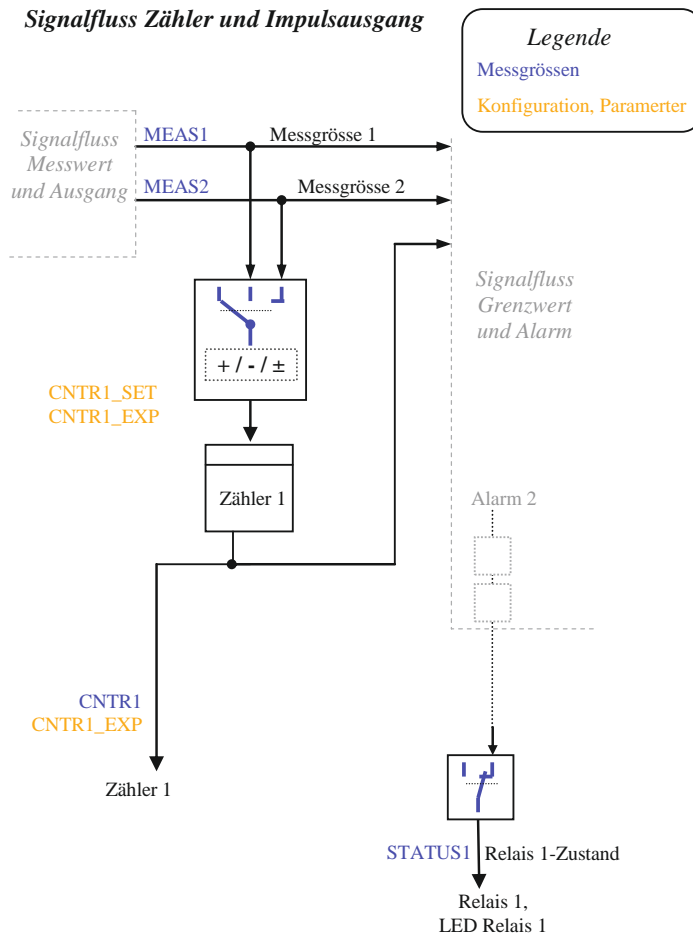 Signalfluss Zähler und Impulsausgang
Legende
Messgrössen
Konfiguration, Paramerter
Signalfluss
Messwert
und Ausgang
MEAS1
Messgrösse 1
MEAS2
Messgrösse 2
Signalfluss
Grenzwert
und Alarm
+ / - / ±
CNTR1_SET
CNTR1_EXP
Zähler 1
Alarm 2
CNTR1
CNTR1_EXP
Zähler 1
STATUS1
Relais 1-Zustand
Relais 1,
LED Relais 1